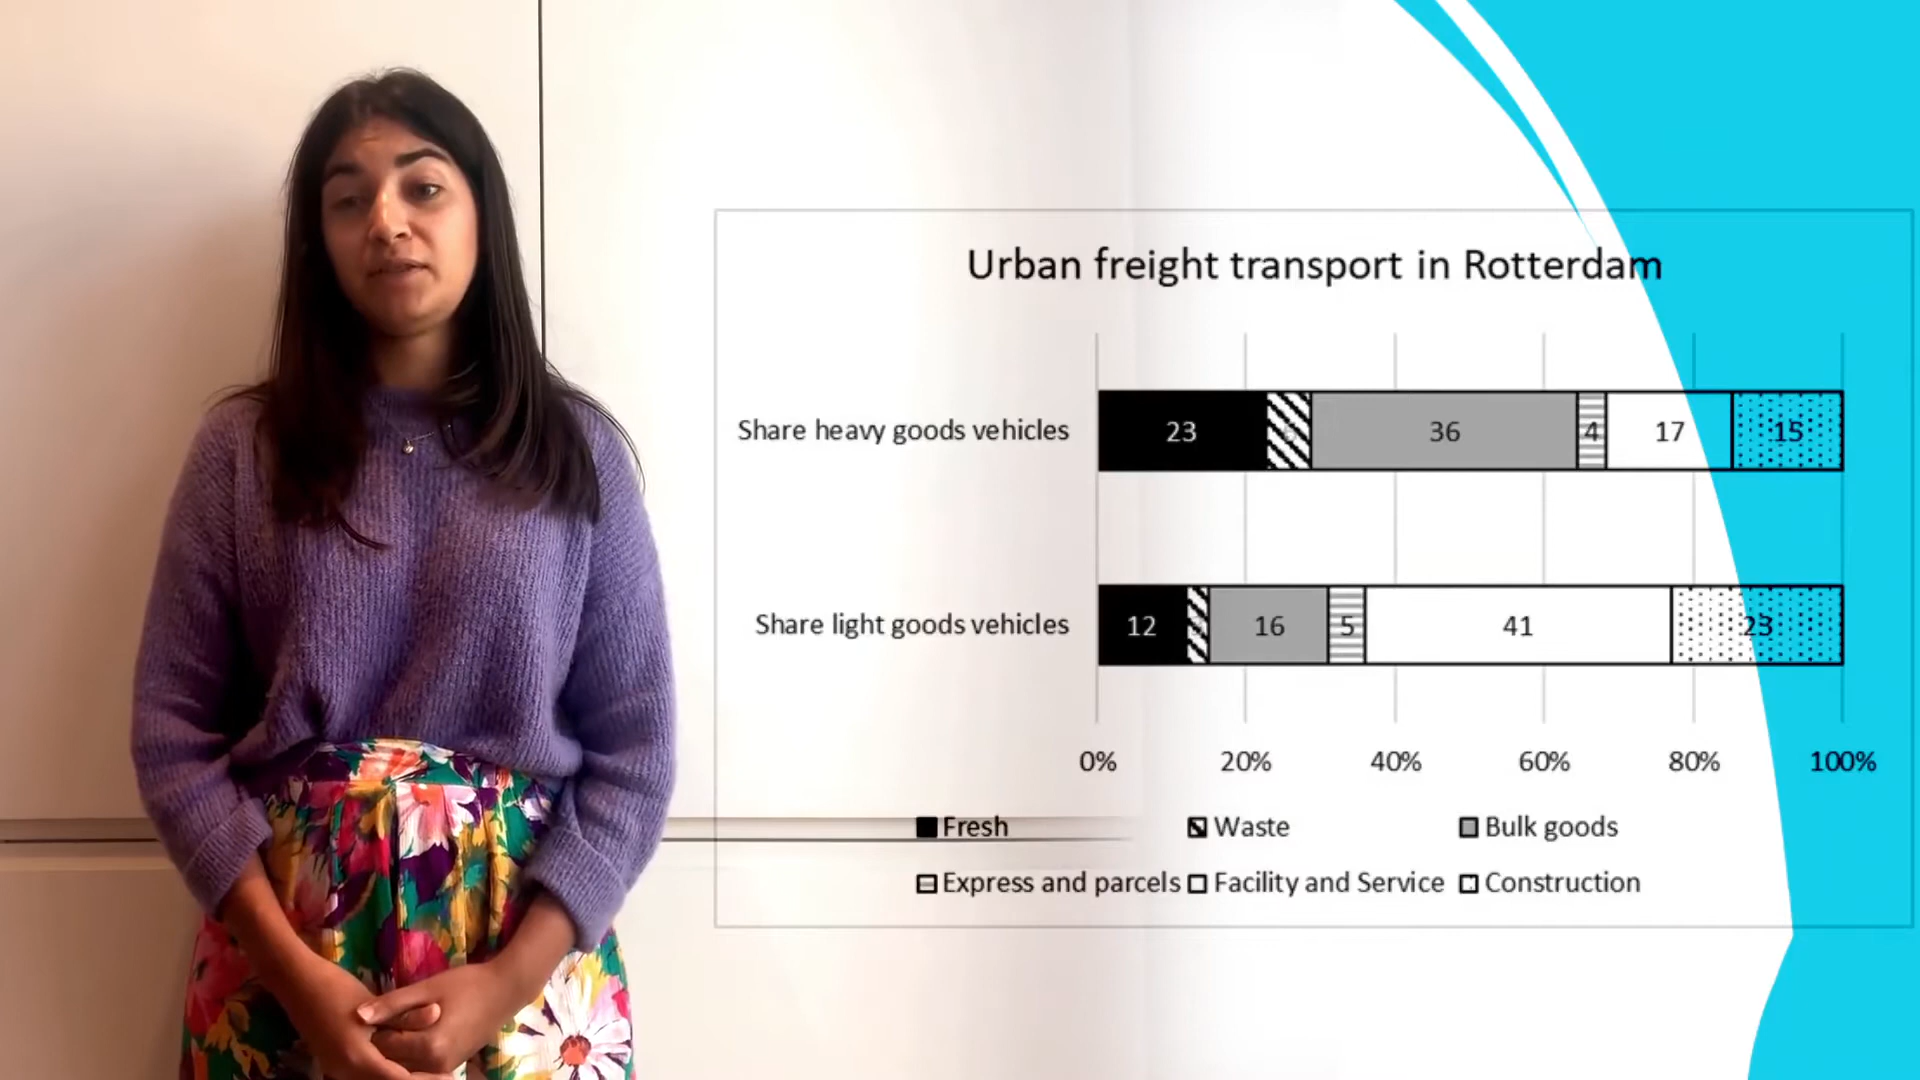 Urban freight transport in Rotterdam
Share heavy goods vehicles
23 36 4 17 15
Share light goods vehicles
12 16 5 41 23
0% 20% 40% 60% 80% 100%
Fresh Waste Bulk goods
Express and parcels Facility and Service Construction